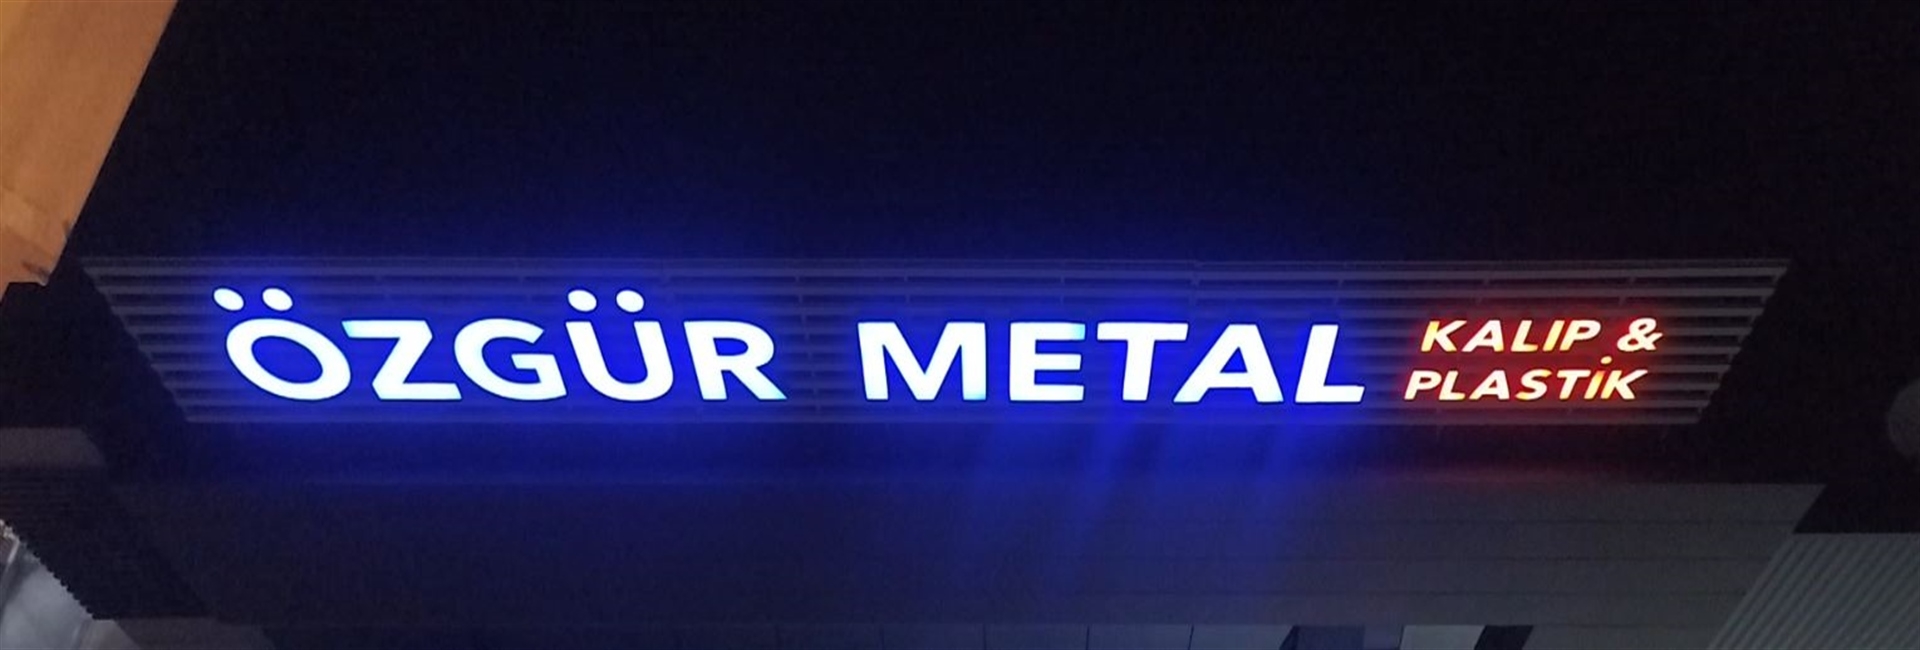 ÖZGÜR METAL
KALIP &
PLASTİK